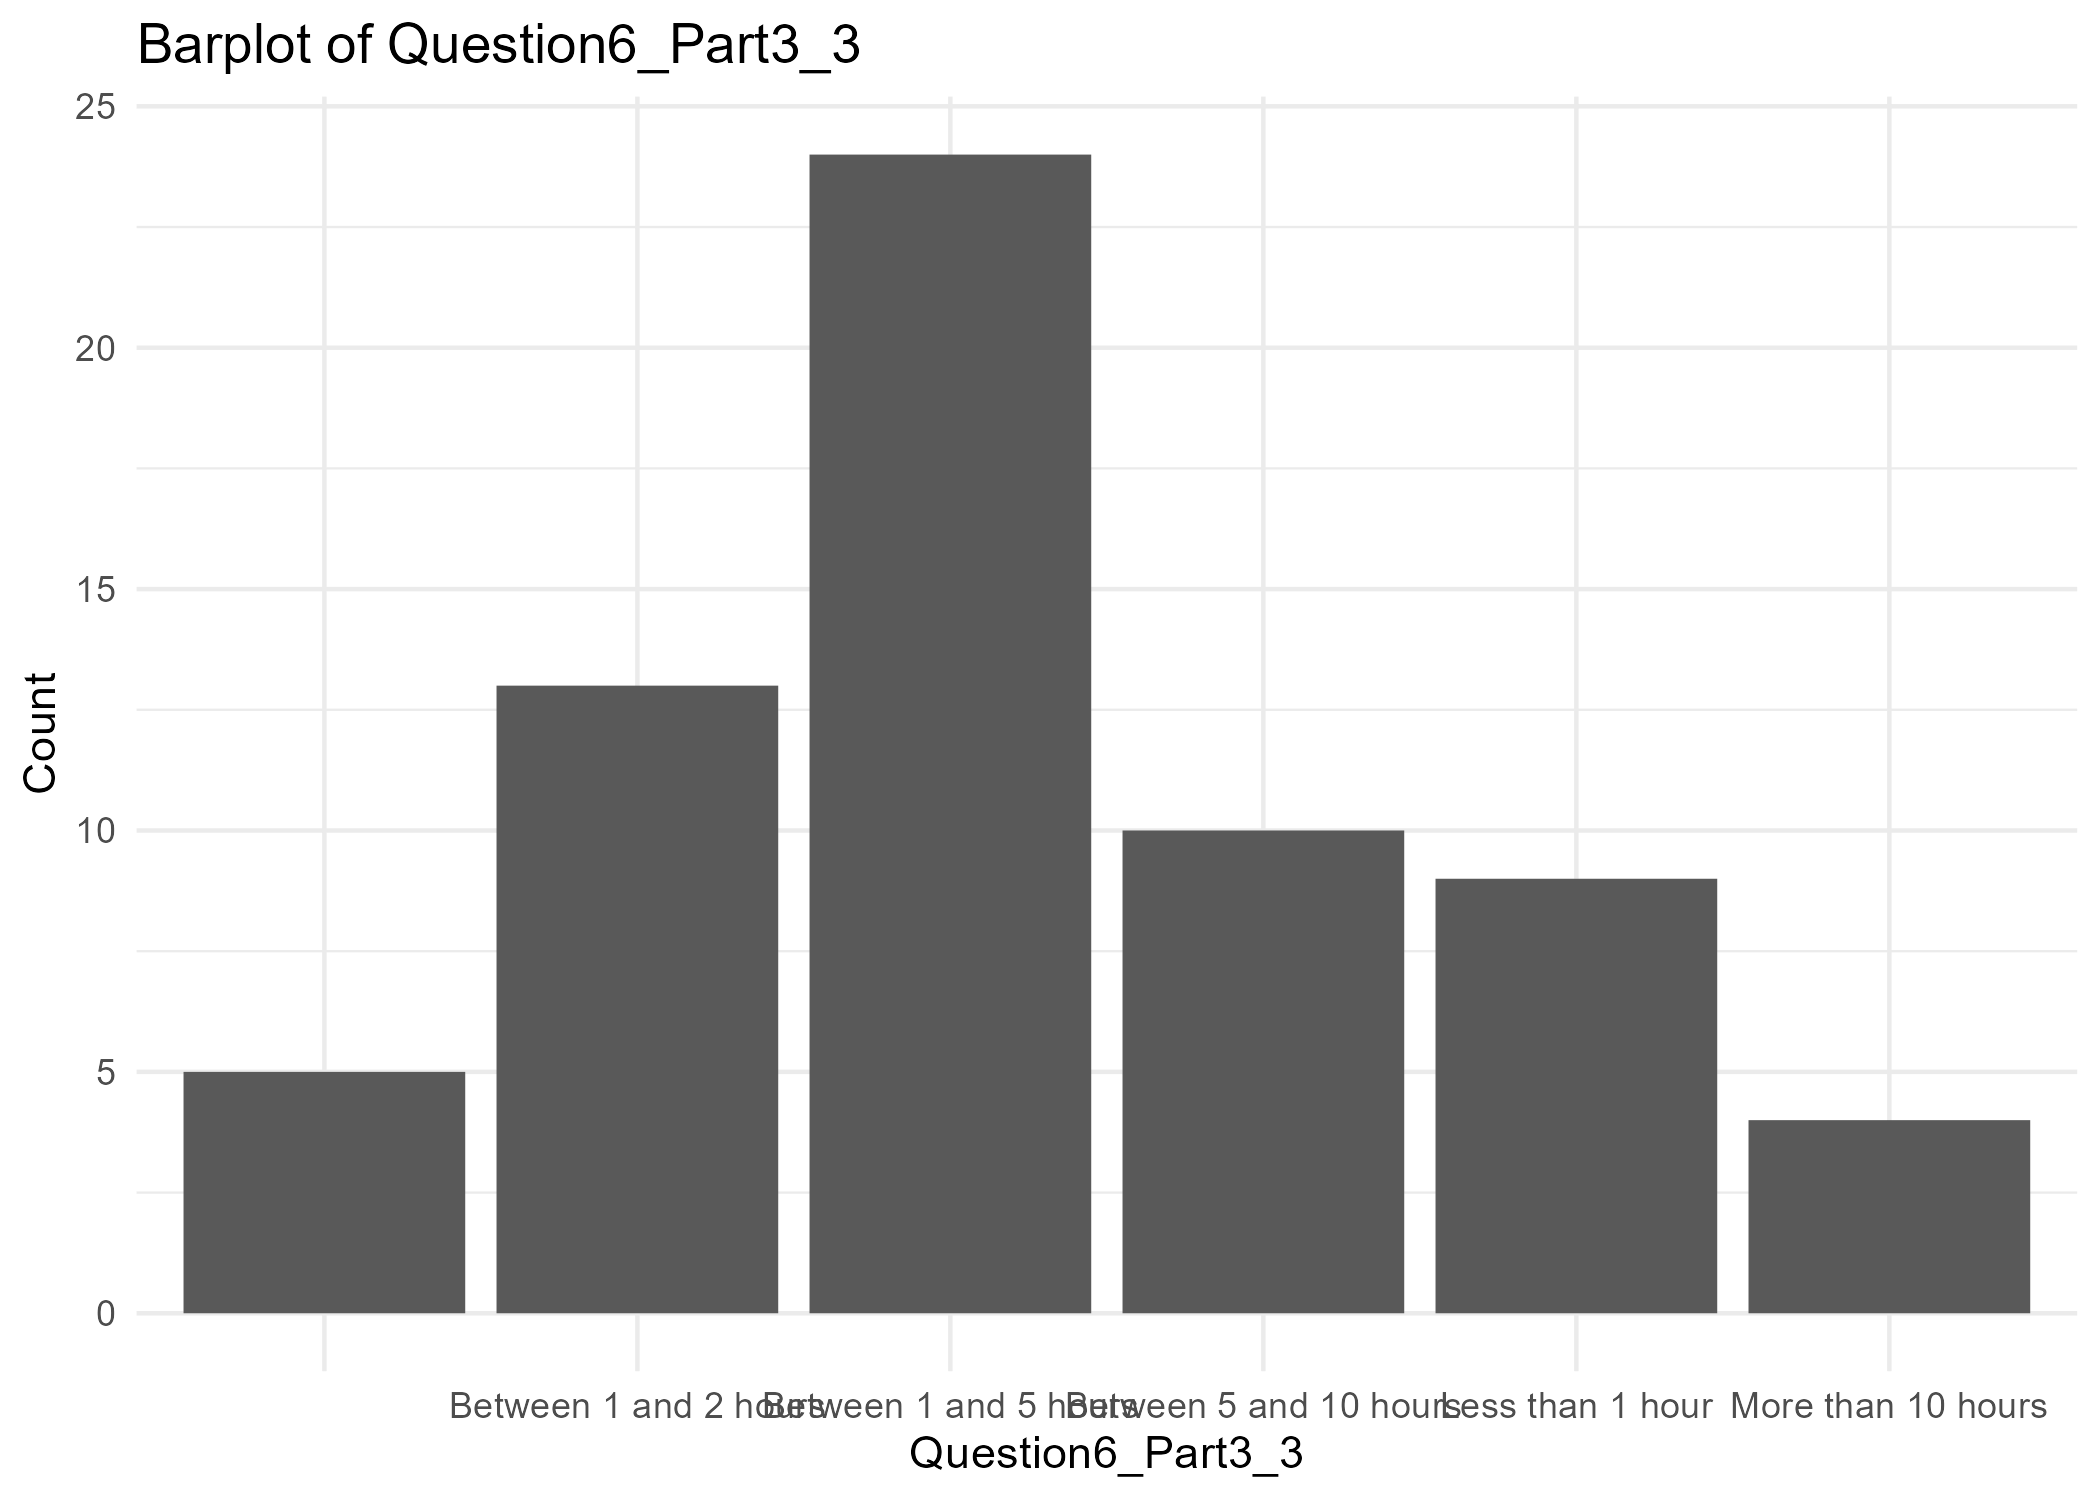 Barplot of Question6_Part3_3
25
20
15
10
5
0
Count
Between 1 and 2 hours
Between 1 and 5 hours
Between 5 and 10 hours
Less than 1 hour
More than 10 hours
Question6_Part3_3